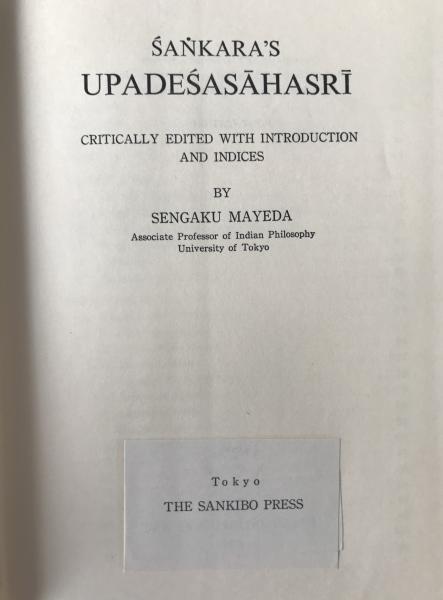 ŚAṄKARA'S
UPADEŚASĀHASRĪ
CRITICALLY EDITED WITH INTRODUCTION
AND INDICES
BY
SENGAKU MAYEDA
Associate Professor of Indian Philosophy
University of Tokyo
Tokyo
THE SANKIBO PRESS